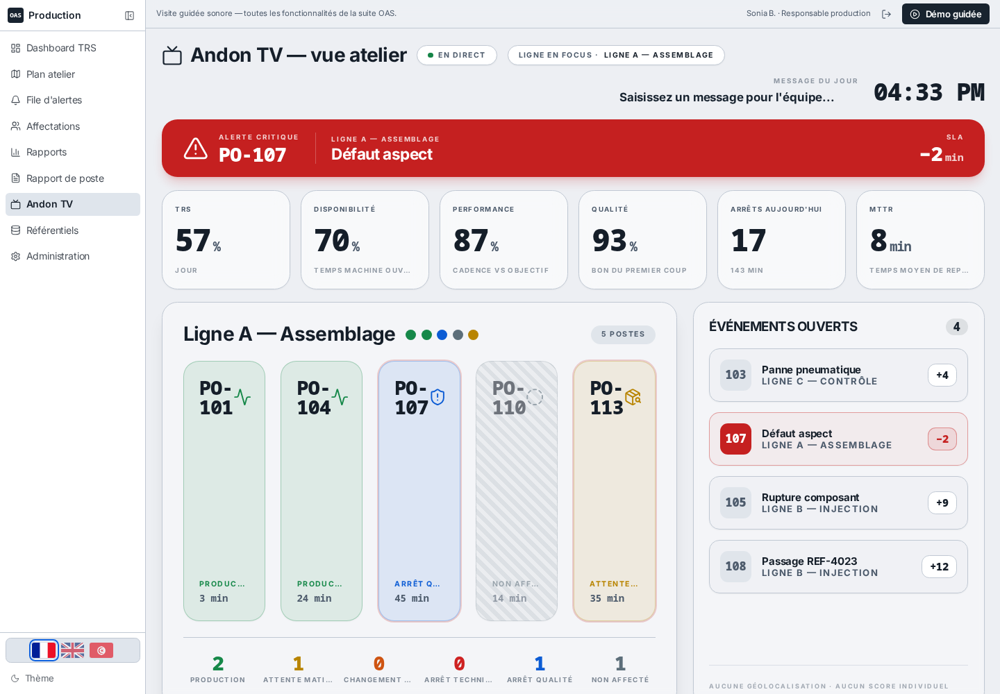 OAS Production
Dashboard TRS
Plan atelier
File d'alertes
Affectations
Rapports
Rapport de poste
Andon TV
Référentiels
Administration
Thème
Visite guidée sonore — toutes les fonctionnalités de la suite OAS.
Sonia B. · Responsable production
Démo guidée
Andon TV — vue atelier
EN DIRECT
LIGNE EN FOCUS · LIGNE A — ASSEMBLAGE
MESSAGE DU JOUR
Saisissez un message pour l'équipe…
04:33 PM
ALERTE CRITIQUE
PO-107
LIGNE A — ASSEMBLAGE
Défaut aspect
SLA
−2 min
TRS
57 %
JOUR
DISPONIBILITÉ
70 %
TEMPS MACHINE OUV…
PERFORMANCE
87 %
CADENCE VS OBJECTIF
QUALITÉ
93 %
BON DU PREMIER COUP
ARRÊTS AUJOURD'HUI
17
143 MIN
MTTR
8 min
TEMPS MOYEN DE REP…
Ligne A — Assemblage
5 POSTES
PO-
101
PRODUC…
3 min
PO-
104
PRODUC…
24 min
PO-
107
ARRÊT Q…
45 min
PO-
110
NON AFF…
14 min
PO-
113
ATTENTE…
35 min
2
PRODUCTION
1
ATTENTE MATI…
0
CHANGEMENT …
0
ARRÊT TECHNI…
1
ARRÊT QUALITÉ
1
NON AFFECTÉ
ÉVÉNEMENTS OUVERTS
4
103
Panne pneumatique
LIGNE C — CONTRÔLE
+4
107
Défaut aspect
LIGNE A — ASSEMBLAGE
−2
105
Rupture composant
LIGNE B — INJECTION
+9
108
Passage REF-4023
LIGNE B — INJECTION
+12
AUCUNE GÉOLOCALISATION · AUCUN SCORE INDIVIDUEL